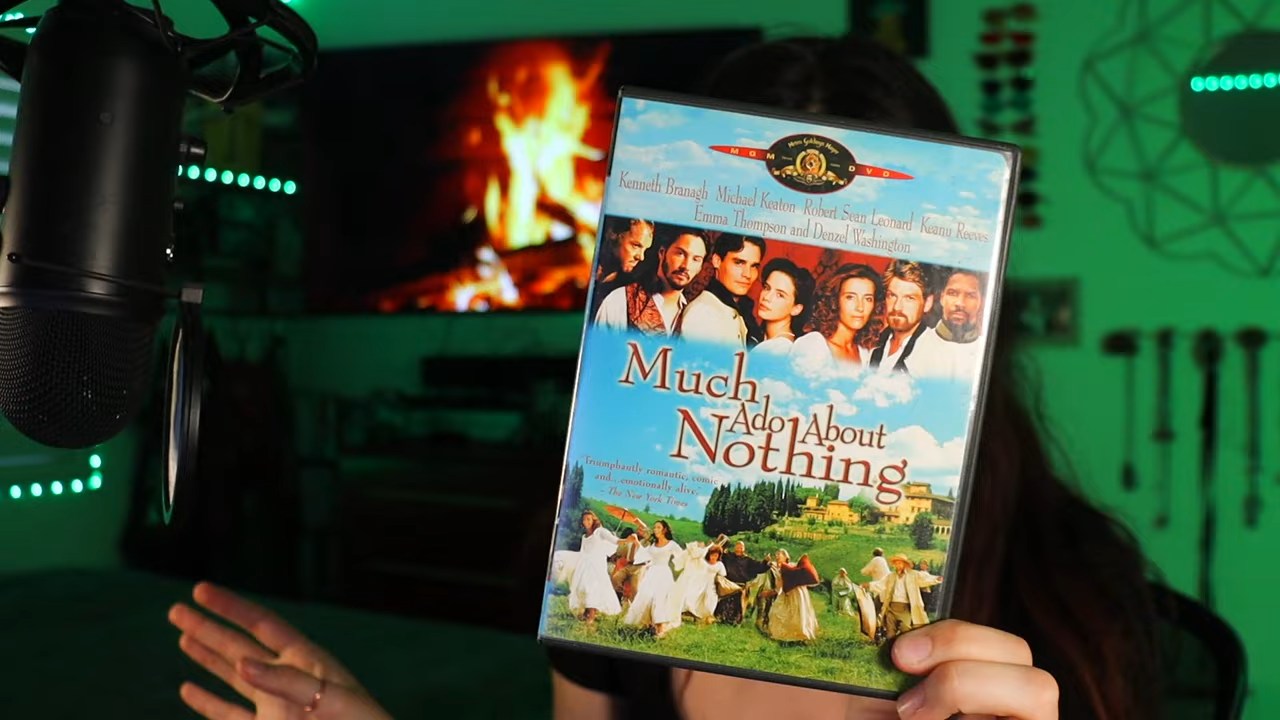 Metro Goldwyn Mayer
MGM DVD
Kenneth Branagh Michael Keaton Robert Sean Leonard Keanu Reeves
Emma Thompson and Denzel Washington
Much
Ado About
Nothing
"Triumphantly romantic, comic
and...emotionally alive."
- The New York Times